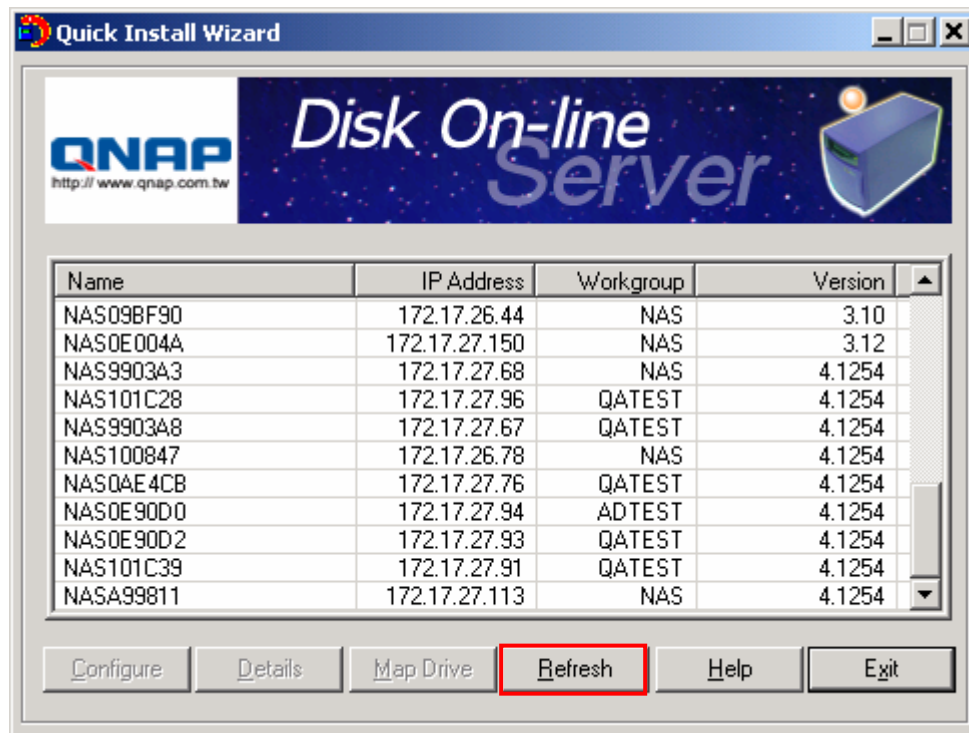 Quick Install Wizard
QNAP
http:// www.qnap.com.tw
Disk On-line
Server
Name IP Address Workgroup Version
NAS09BF90 172.17.26.44 NAS 3.10
NAS0E004A 172.17.27.150 NAS 3.12
NAS9903A3 172.17.27.68 NAS 4.1254
NAS101C28 172.17.27.96 QATEST 4.1254
NAS9903A8 172.17.27.67 QATEST 4.1254
NAS100847 172.17.26.78 NAS 4.1254
NAS0AE4CB 172.17.27.76 QATEST 4.1254
NAS0E90D0 172.17.27.94 ADTEST 4.1254
NAS0E90D2 172.17.27.93 QATEST 4.1254
NAS101C39 172.17.27.91 QATEST 4.1254
NASA99811 172.17.27.113 NAS 4.1254
Configure Details Map Drive Refresh Help Exit